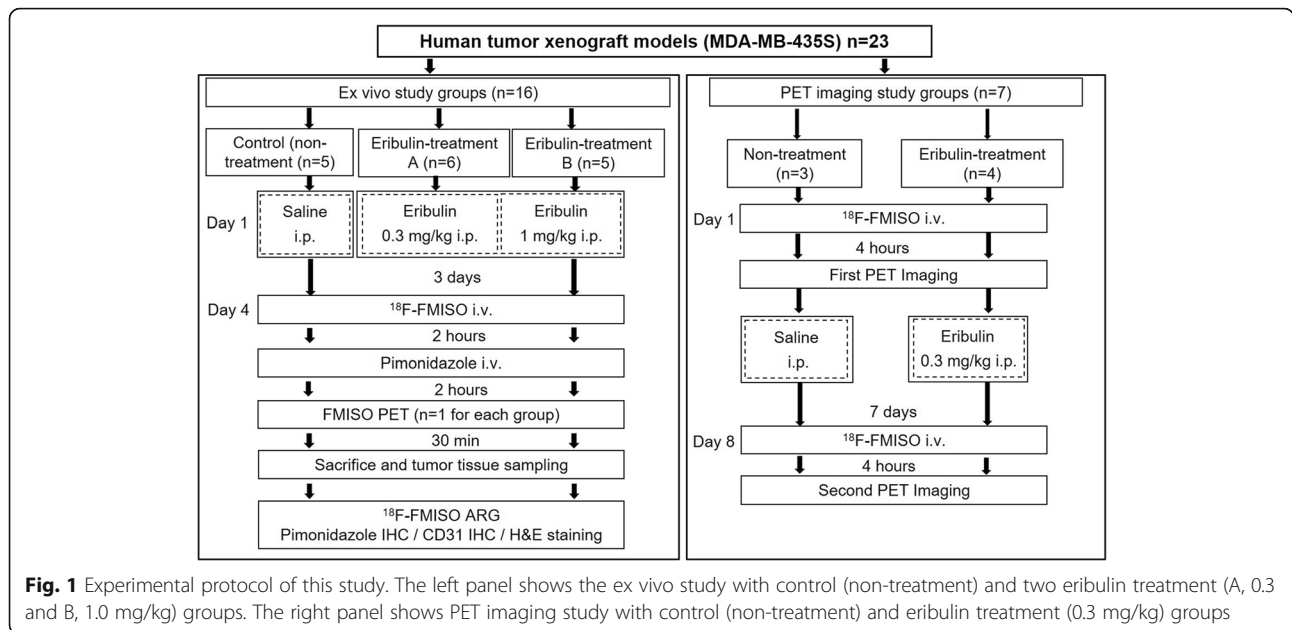 Human tumor xenograft models (MDA-MB-435S) n=23
Ex vivo study groups (n=16)
Control (non-
treatment (n=5)
Eribulin-treatment
A (n=6)
Eribulin-treatment
B (n=5)
Day 1
Saline
i.p.
Eribulin
0.3 mg/kg i.p.
Eribulin
1 mg/kg i.p.
3 days
Day 4
¹⁸F-FMISO i.v.
2 hours
Pimonidazole i.v.
2 hours
FMISO PET (n=1 for each group)
30 min
Sacrifice and tumor tissue sampling
¹⁸F-FMISO ARG
Pimonidazole IHC / CD31 IHC / H&E staining
PET imaging study groups (n=7)
Non-treatment
(n=3)
Eribulin-treatment
(n=4)
Day 1
¹⁸F-FMISO i.v.
4 hours
First PET Imaging
Saline
i.p.
Eribulin
0.3 mg/kg i.p.
7 days
Day 8
¹⁸F-FMISO i.v.
4 hours
Second PET Imaging
Fig. 1 Experimental protocol of this study. The left panel shows the ex vivo study with control (non-treatment) and two eribulin treatment (A, 0.3
and B, 1.0 mg/kg) groups. The right panel shows PET imaging study with control (non-treatment) and eribulin treatment (0.3 mg/kg) groups